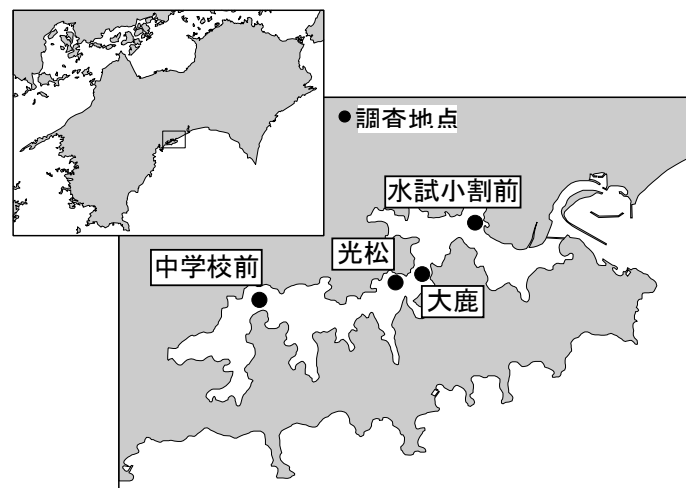 ●調査地点
水試小割前
光松
中学校前
大鹿